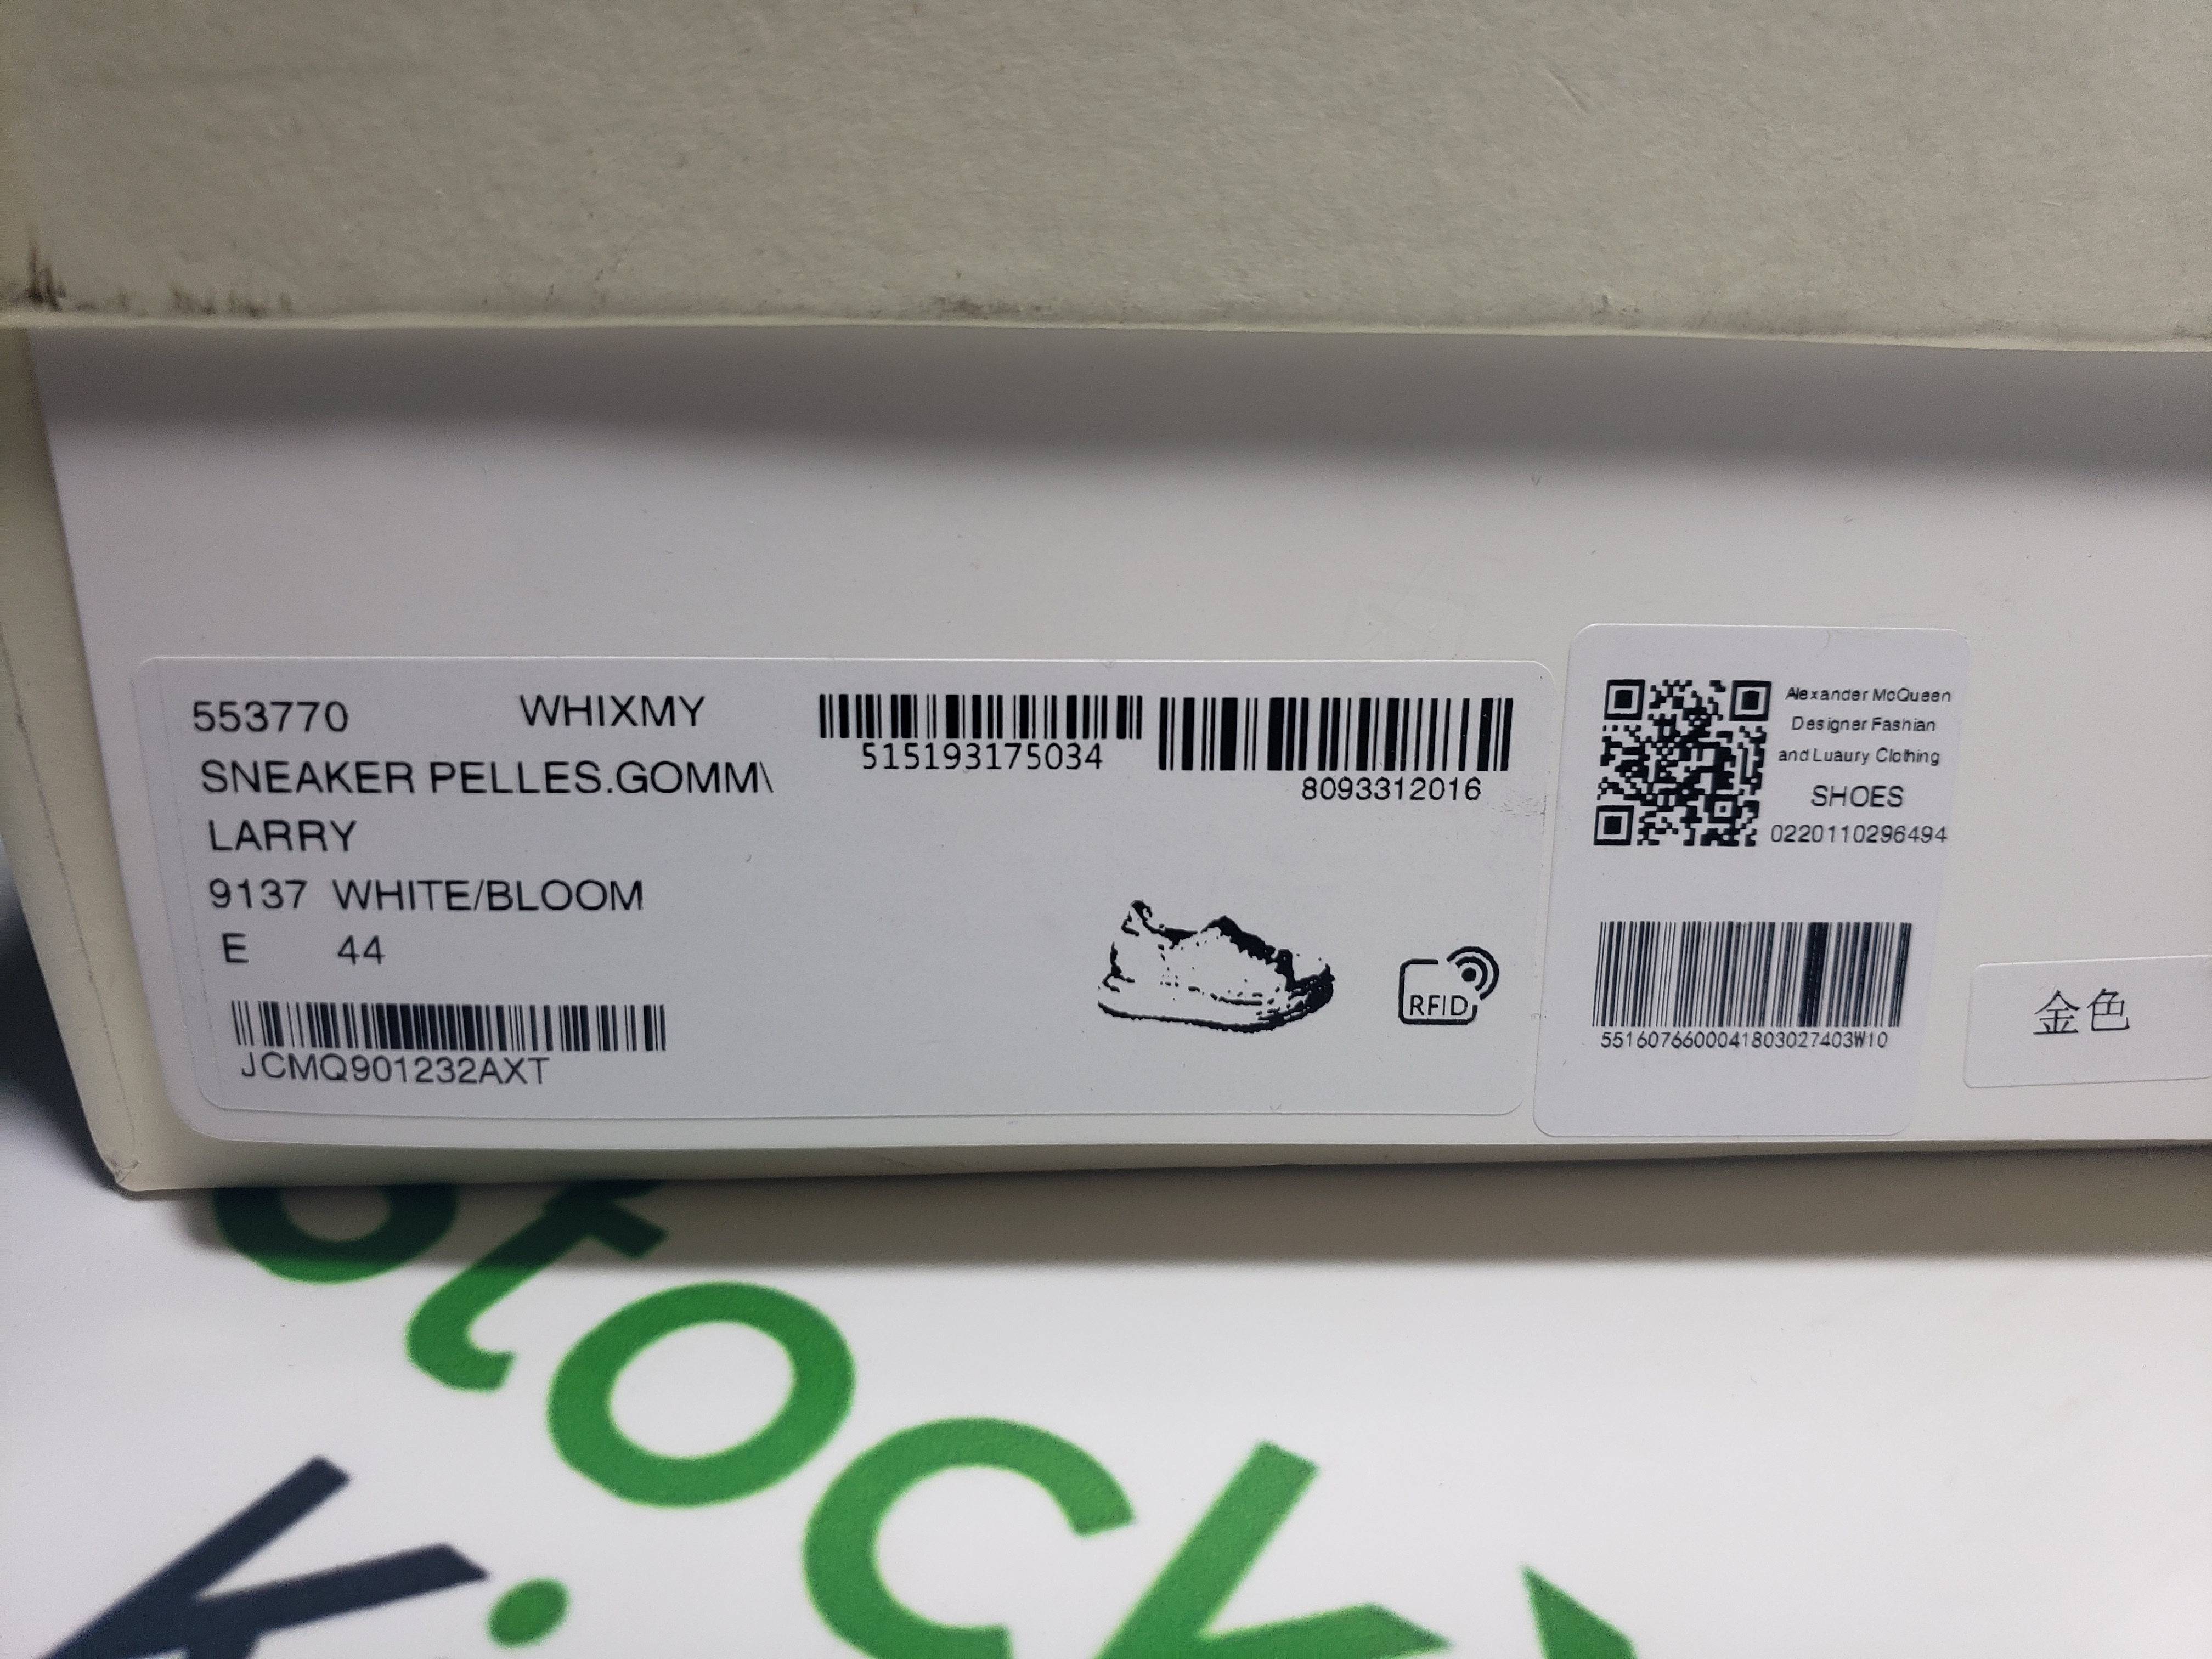 553770 WHIXMY
SNEAKER PELLES.GOMM\
LARRY
9137 WHITE/BLOOM
E 44
JCMQ901232AXT
515193175034
8093312016
RFID
Alexander McQueen
Designer Fashian
and Luaury Clothing
SHOES
0220110296494
5516076600041803027403W10
金色
stock
k.